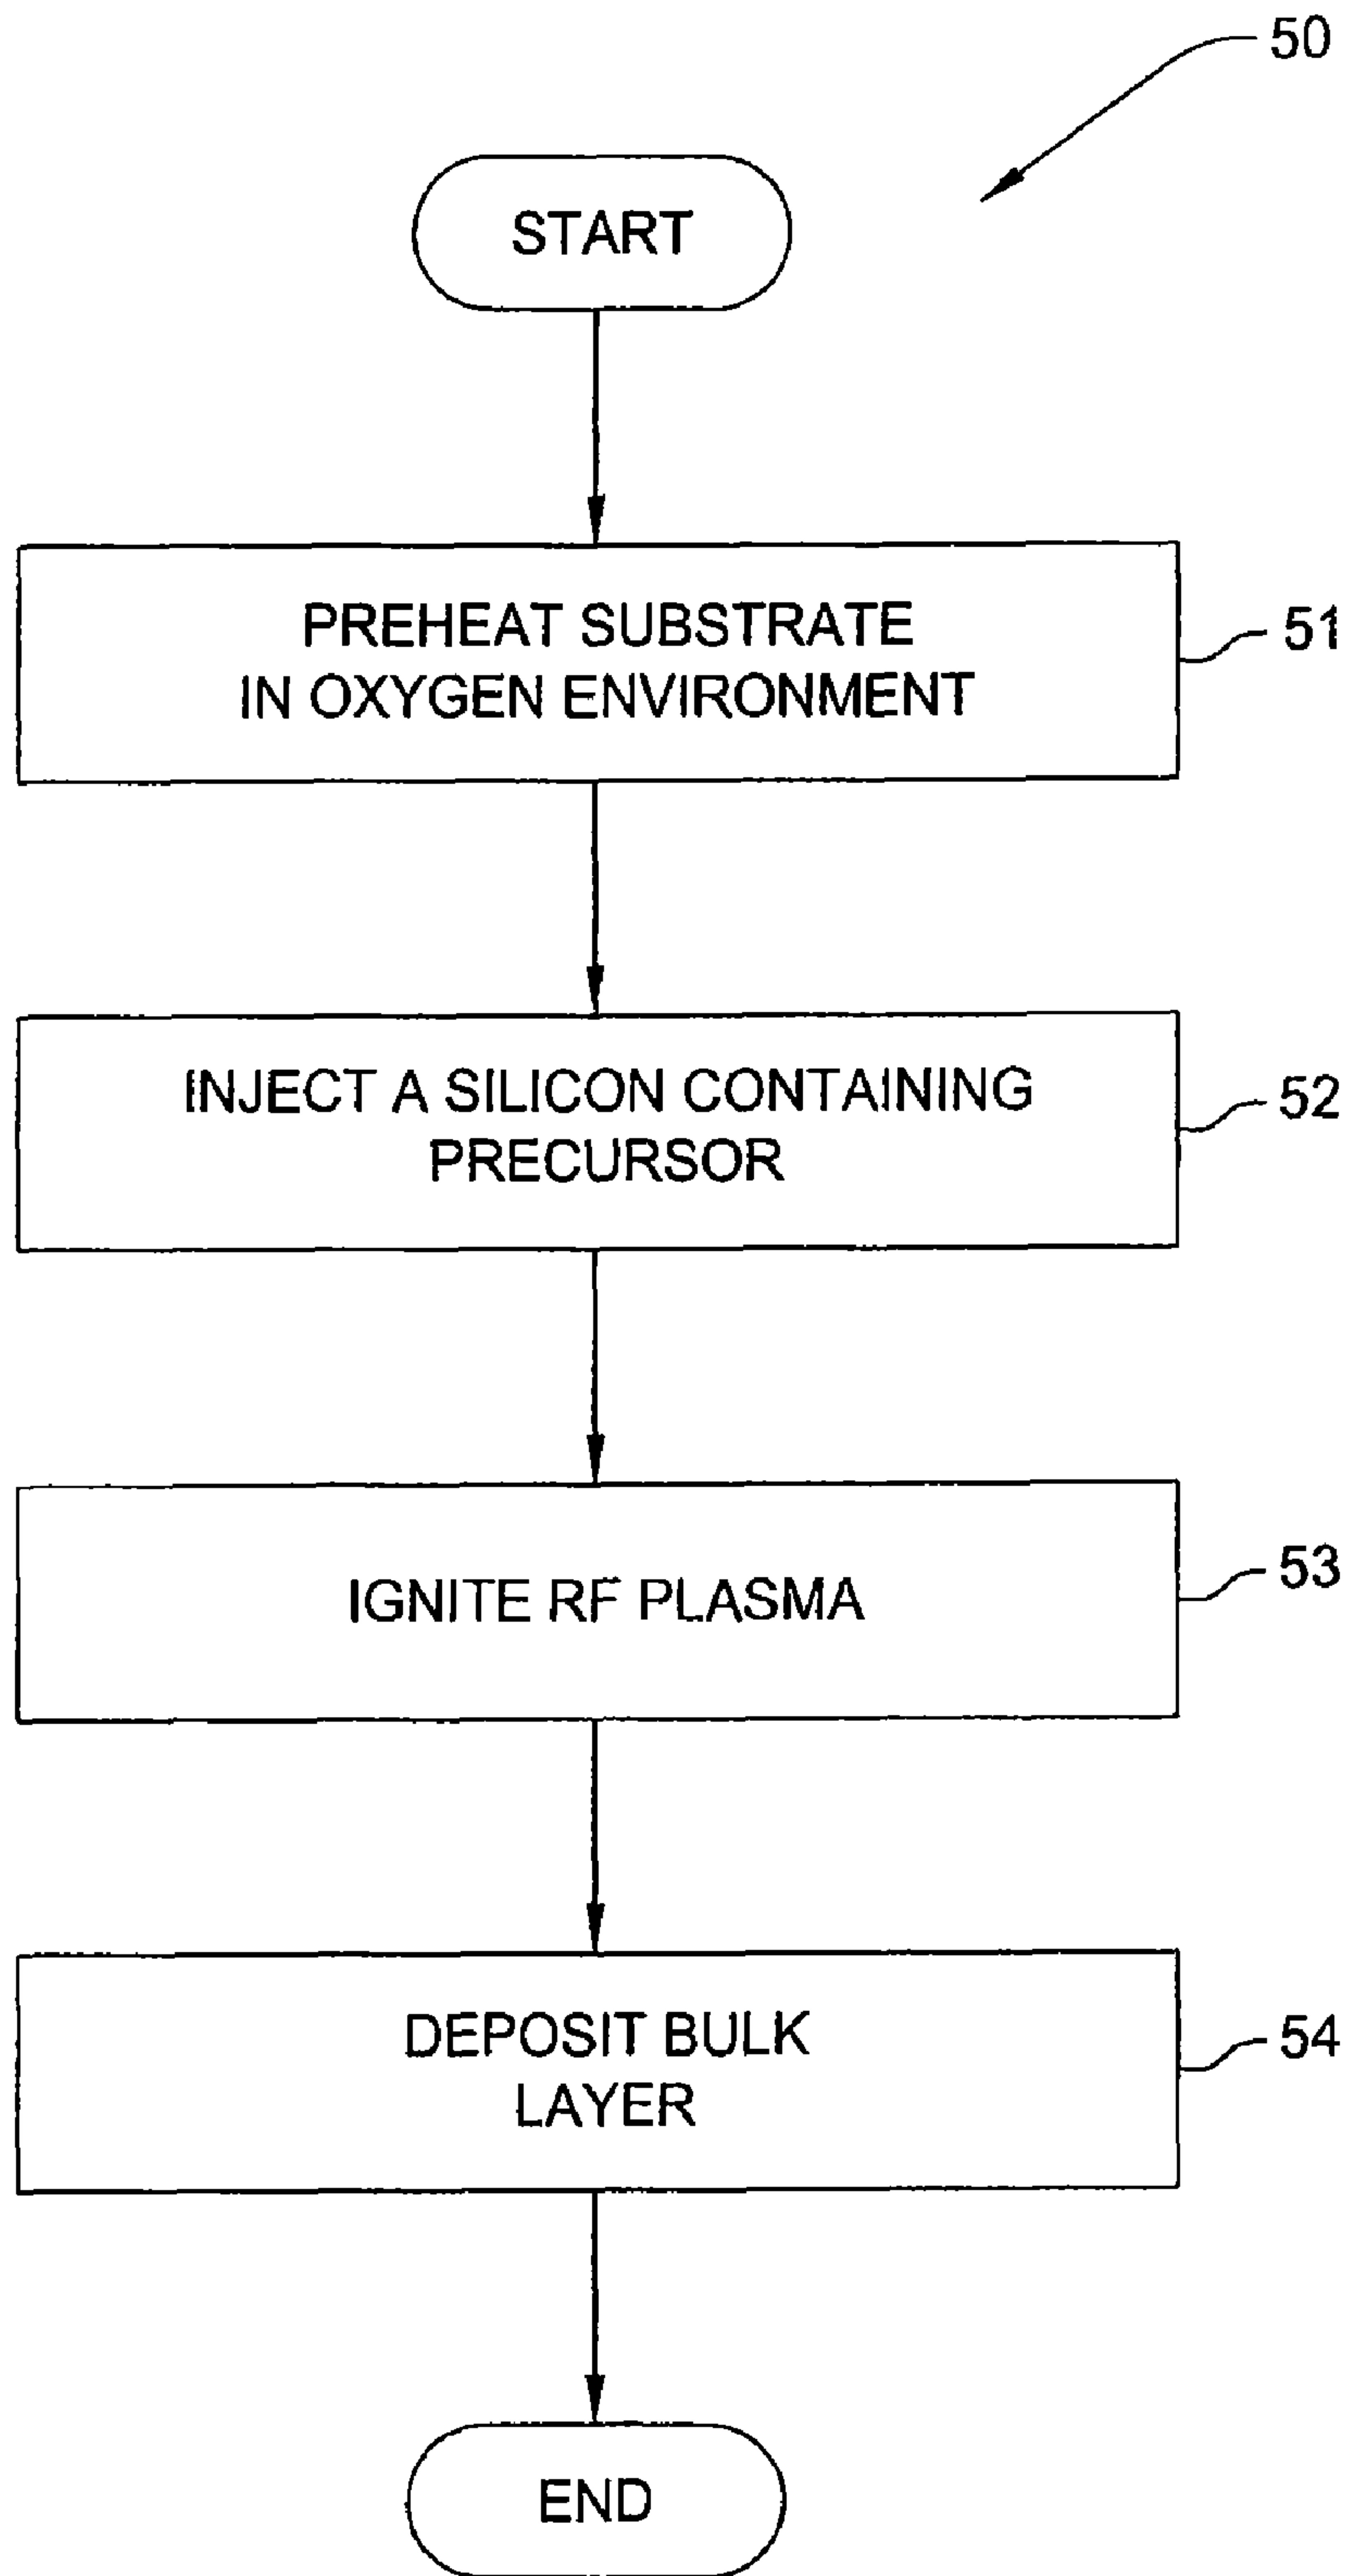 50
START
PREHEAT SUBSTRATE
IN OXYGEN ENVIRONMENT
51
INJECT A SILICON CONTAINING
PRECURSOR
52
IGNITE RF PLASMA
53
DEPOSIT BULK
LAYER
54
END